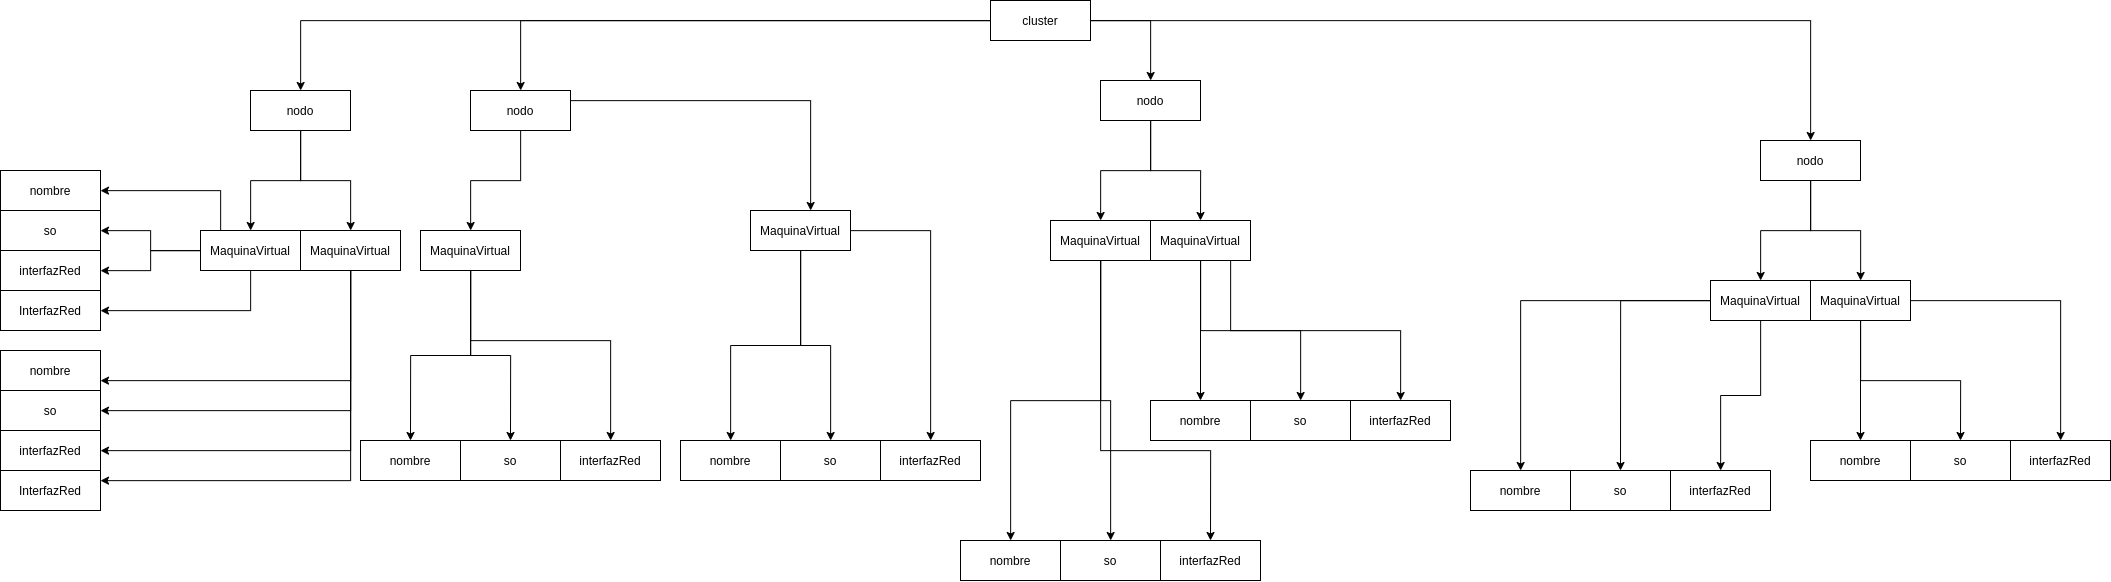 cluster
nodo
nodo
nodo
nodo
MaquinaVirtual
MaquinaVirtual
nombre
so
interfazRed
InterfazRed
nombre
so
interfazRed
InterfazRed
MaquinaVirtual
nombre
so
interfazRed
MaquinaVirtual
nombre
so
interfazRed
MaquinaVirtual
MaquinaVirtual
nombre
so
interfazRed
nombre
so
interfazRed
MaquinaVirtual
MaquinaVirtual
nombre
so
interfazRed
nombre
so
interfazRed